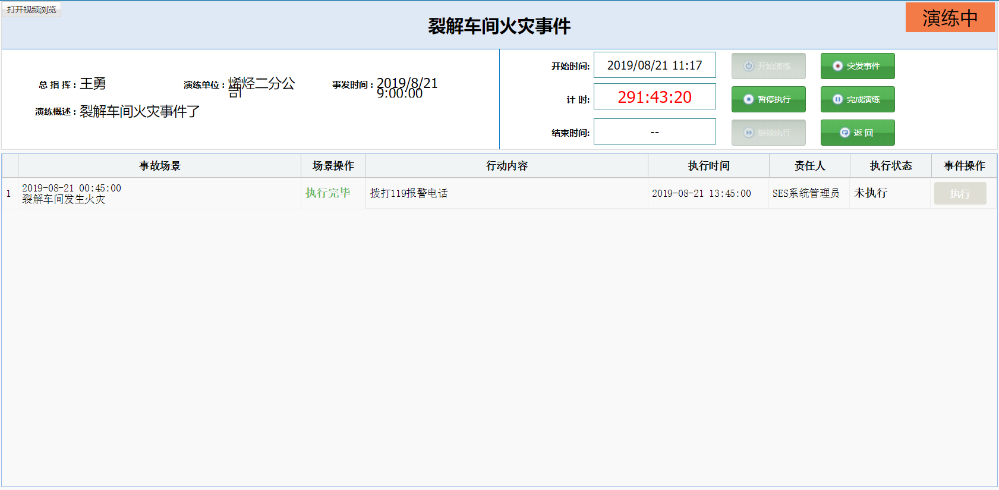 打开视频浏览
裂解车间火灾事件
演练中
总 指 挥：王勇
演练单位：烯烃二分公
司
事发时间：2019/8/21
9:00:00
演练概述：裂解车间火灾事件了
开始时间: 2019/08/21 11:17
计 时: 291:43:20
结束时间: --
开始演练
突发事件
暂停执行
完成演练
继续执行
返 回
事故场景 场景操作 行动内容 执行时间 责任人 执行状态 事件操作
1
2019-08-21 00:45:00
裂解车间发生火灾
执行完毕
拨打119报警电话
2019-08-21 13:45:00
SES系统管理员
未执行
执行